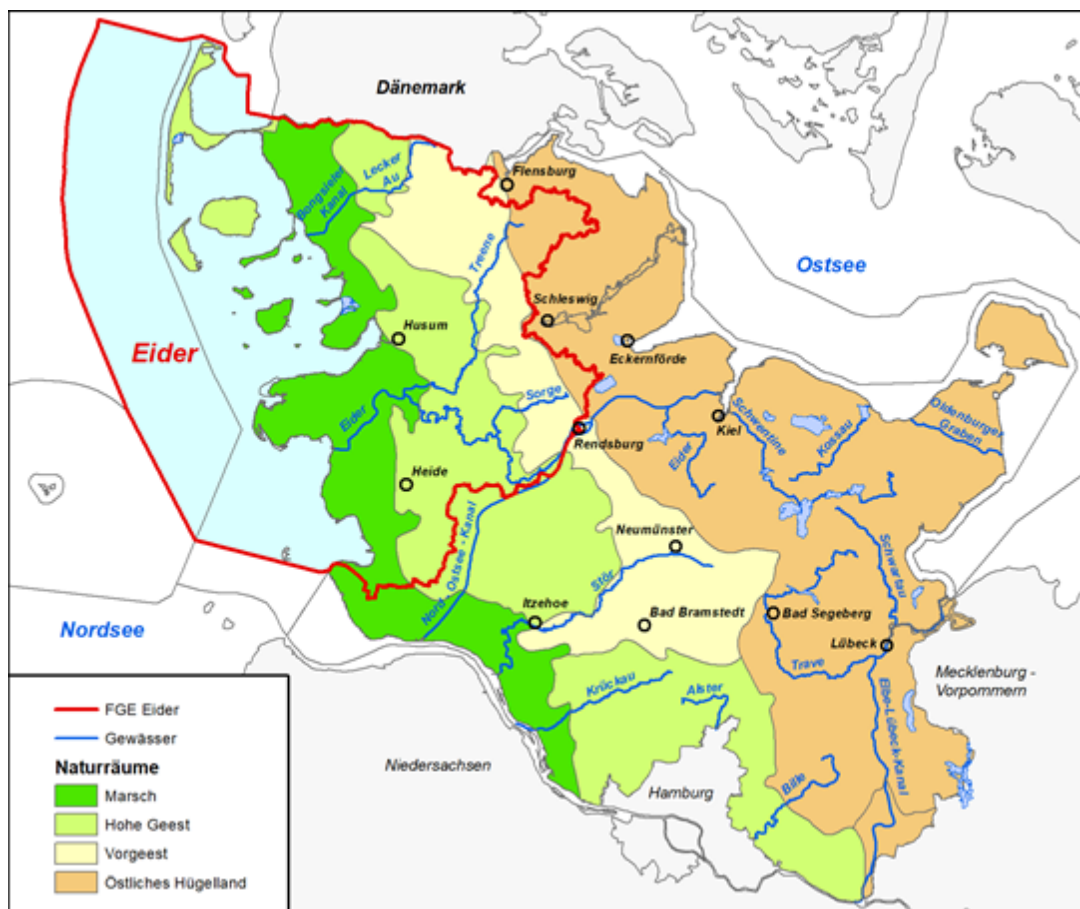 Dänemark
Flensburg
Lecker
Au
Bongsieler
Kanal
Treene
Ostsee
Schleswig
Husum
Eckernförde
Eider
Sorge
Eider
Rendsburg
Kiel
Schwentine
Kossau
Oldenburger
Graben
Eider
Heide
Neumünster
Nord - Ostsee - Kanal
Stör
Schwartau
Itzehoe
Bad Bramstedt
Bad Segeberg
Lübeck
Nordsee
Trave
Mecklenburg -
Vorpommern
Krückau
Alster
Elbe-Lübeck-Kanal
Niedersachsen
Hamburg
Bille
FGE Eider
Gewässer
Naturräume
Marsch
Hohe Geest
Vorgeest
Östliches Hügelland